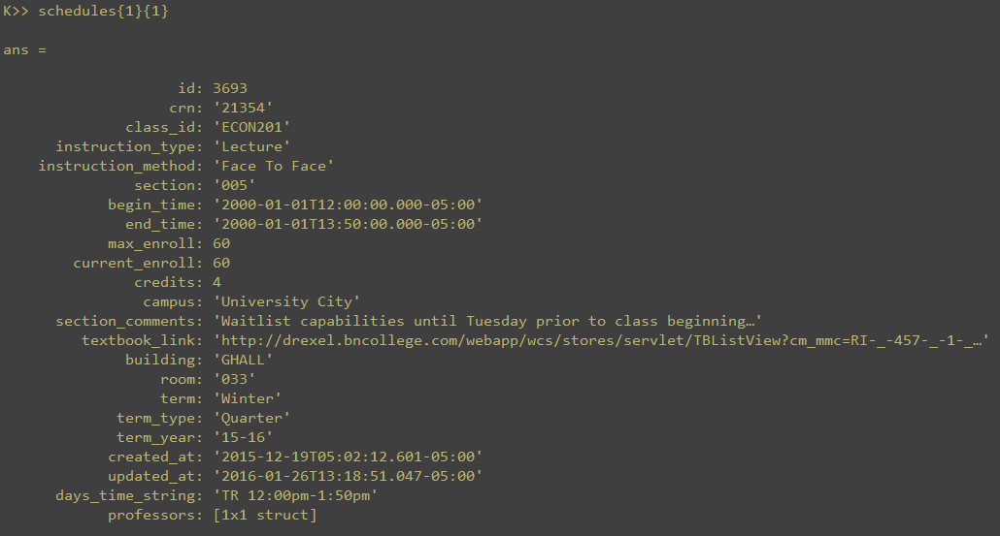 K>> schedules{1}{1}
ans =
id: 3693
crn: '21354'
class_id: 'ECON201'
instruction_type: 'Lecture'
instruction_method: 'Face To Face'
section: '005'
begin_time: '2000-01-01T12:00:00.000-05:00'
end_time: '2000-01-01T13:50:00.000-05:00'
max_enroll: 60
current_enroll: 60
credits: 4
campus: 'University City'
section_comments: 'Waitlist capabilities until Tuesday prior to class beginning…'
textbook_link: 'http://drexel.bncollege.com/webapp/wcs/stores/servlet/TBListView?cm_mmc=RI-_-457-_-1-_…'
building: 'GHALL'
room: '033'
term: 'Winter'
term_type: 'Quarter'
term_year: '15-16'
created_at: '2015-12-19T05:02:12.601-05:00'
updated_at: '2016-01-26T13:18:51.047-05:00'
days_time_string: 'TR 12:00pm-1:50pm'
professors: [1x1 struct]